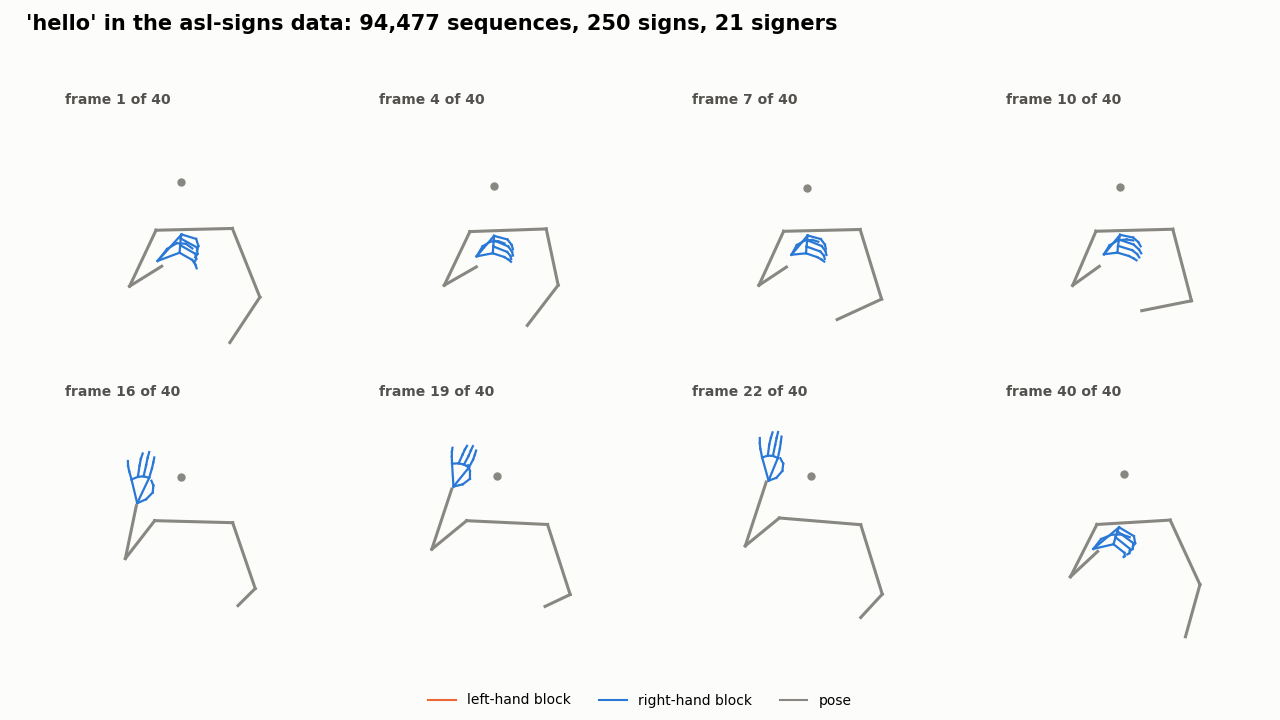 'hello' in the asl-signs data: 94,477 sequences, 250 signs, 21 signers
frame 1 of 40
frame 4 of 40
frame 7 of 40
frame 10 of 40
frame 16 of 40
frame 19 of 40
frame 22 of 40
frame 40 of 40
left-hand block
right-hand block
pose